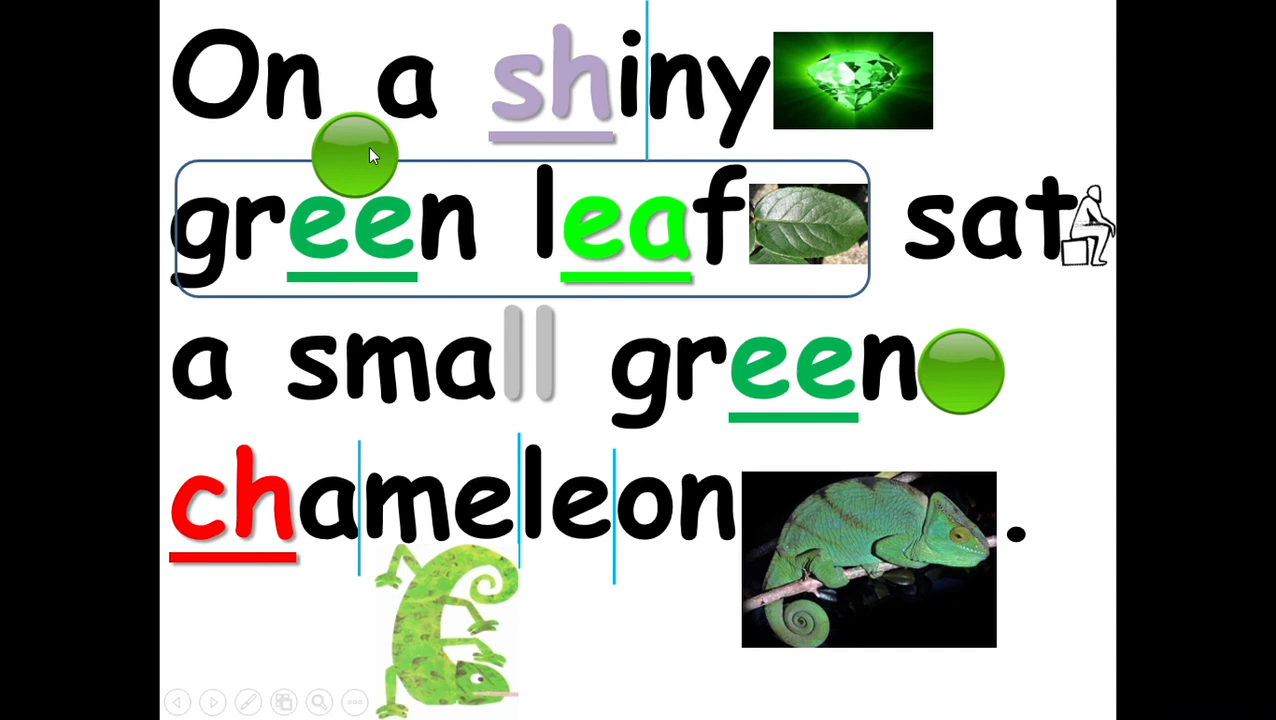 On a shiny
green leaf sat
a small green
chameleon.